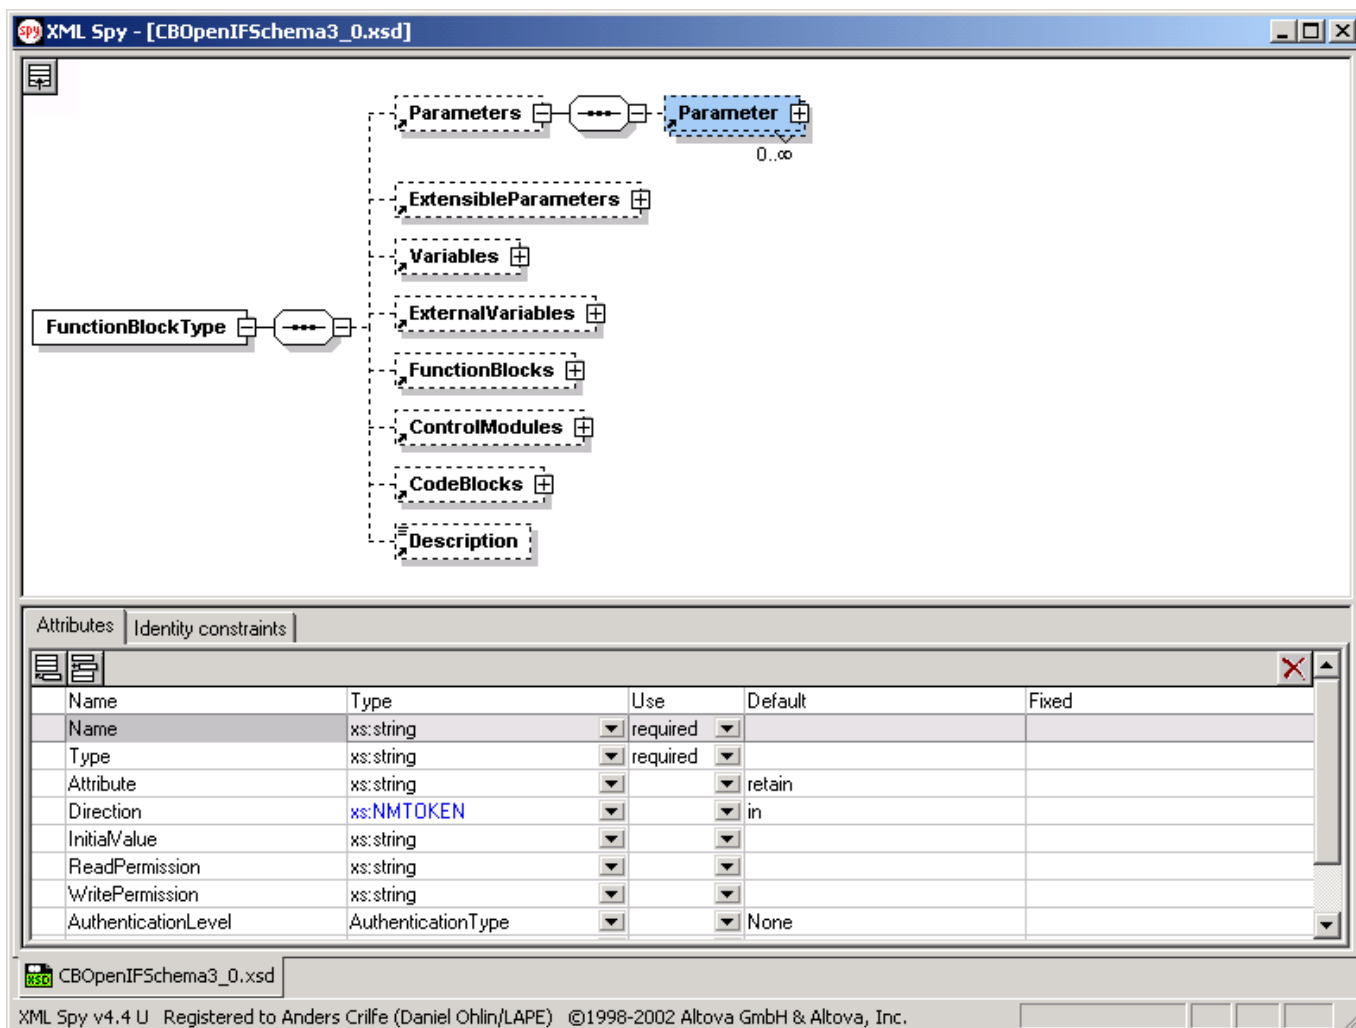 spy XML Spy - [CBOpenIFSchema3_0.xsd]
Parameters Parameter
0..∞
ExtensibleParameters
Variables
ExternalVariables
FunctionBlockType
FunctionBlocks
ControlModules
CodeBlocks
Description
Attributes Identity constraints
Name Type Use Default Fixed
Name xs:string required
Type xs:string required
Attribute xs:string retain
Direction xs:NMTOKEN in
InitialValue xs:string
ReadPermission xs:string
WritePermission xs:string
AuthenticationLevel AuthenticationType None
XSD CBOpenIFSchema3_0.xsd
XML Spy v4.4 U Registered to Anders Crilfe (Daniel Ohlin/LAPE) ©1998-2002 Altova GmbH & Altova, Inc.